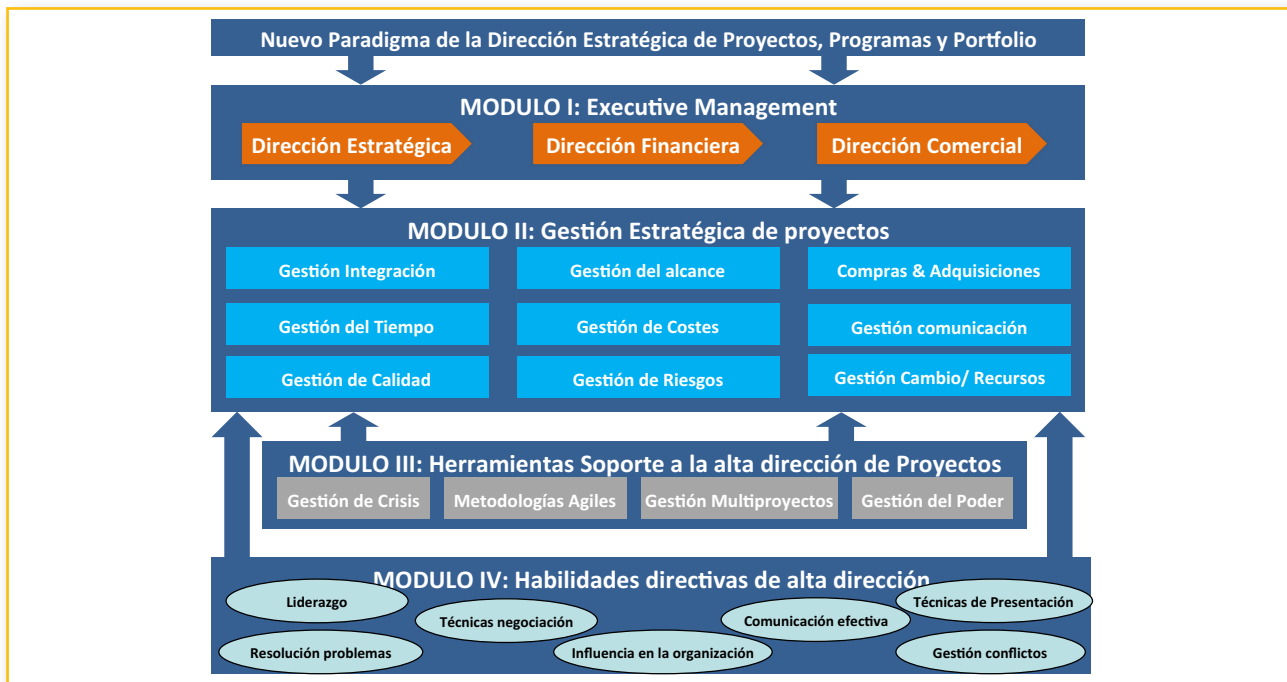 Nuevo Paradigma de la Dirección Estratégica de Proyectos, Programas y Portfolio
MODULO I: Executive Management
Dirección Estratégica
Dirección Financiera
Dirección Comercial
MODULO II: Gestión Estratégica de proyectos
Gestión Integración
Gestión del alcance
Compras & Adquisiciones
Gestión del Tiempo
Gestión de Costes
Gestión comunicación
Gestión de Calidad
Gestión de Riesgos
Gestión Cambio/ Recursos
MODULO III: Herramientas Soporte a la alta dirección de Proyectos
Gestión de Crisis
Metodologías Agiles
Gestión Multiproyectos
Gestión del Poder
MODULO IV: Habilidades directivas de alta dirección
Liderazgo
Técnicas negociación
Comunicación efectiva
Técnicas de Presentación
Resolución problemas
Influencia en la organización
Gestión conflictos